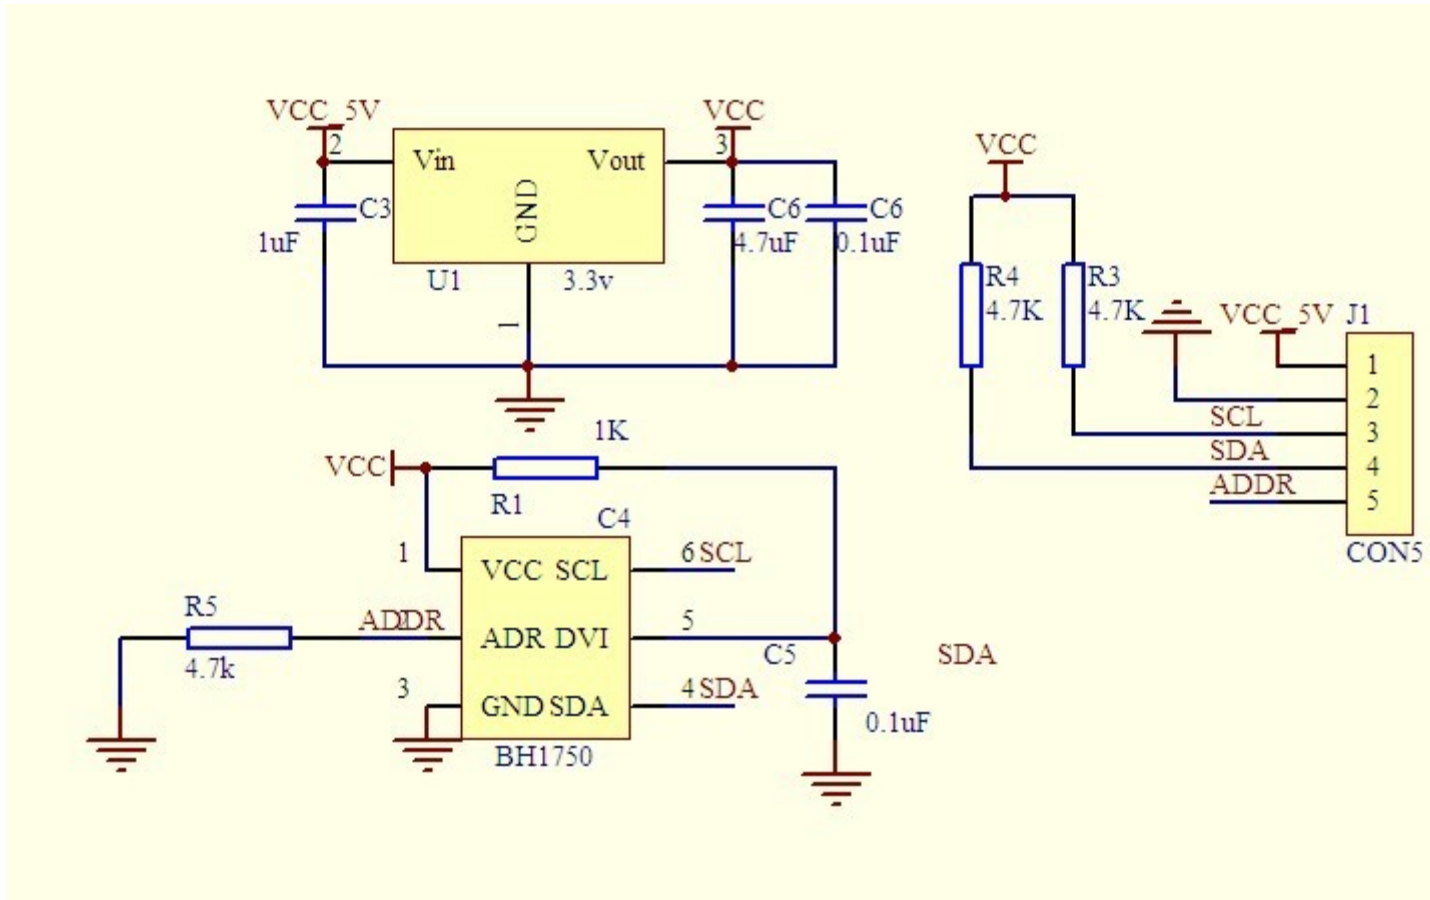 VCC_5V
VCC
2
3
Vin
Vout
GND
C3
1uF
C6
4.7uF
C6
0.1uF
U1
3.3v
1
VCC
R4
4.7K
R3
4.7K
VCC_5V
J1
1
2
SCL
3
SDA
4
ADDR
5
CON5
1K
VCC
R1
C4
1
VCC SCL
6
SCL
R5
ADDR
2
ADR DVI
5
4.7k
C5
SDA
3
GND SDA
4
SDA
0.1uF
BH1750